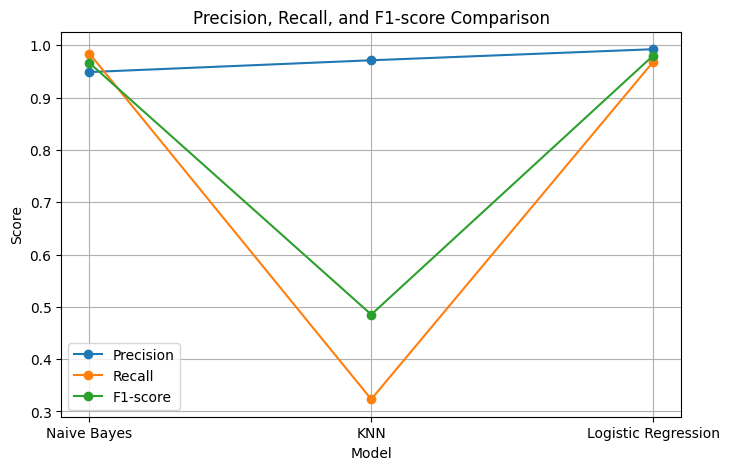 Precision, Recall, and F1-score Comparison
1.0
0.9
0.8
0.7
0.6
0.5
0.4
0.3
Score
Precision
Recall
F1-score
Naive Bayes
KNN
Logistic Regression
Model